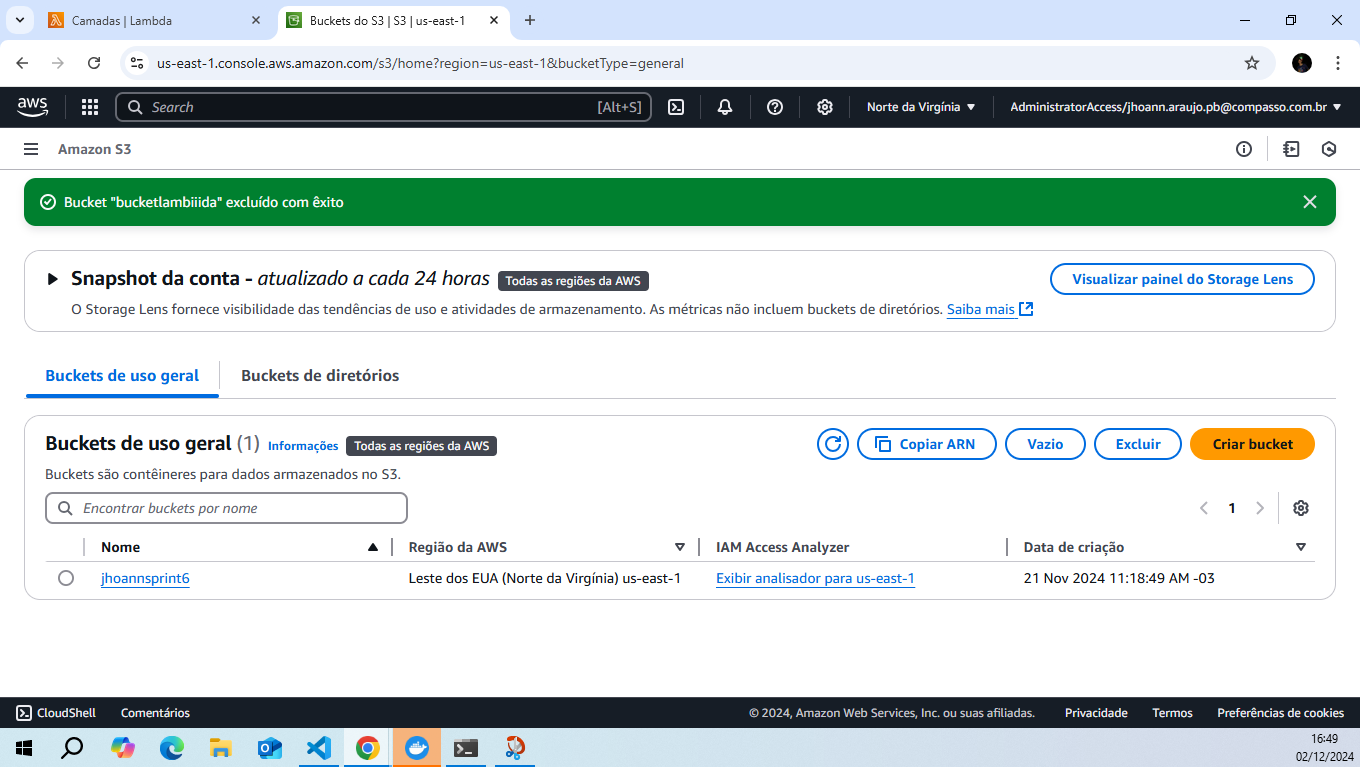 Camadas | Lambda
Buckets do S3 | S3 | us-east-1
us-east-1.console.aws.amazon.com/s3/home?region=us-east-1&bucketType=general
aws
Search
[Alt+S]
Norte da Virgínia
AdministratorAccess/jhoann.araujo.pb@compasso.com.br
Amazon S3
Bucket "bucketlambiiida" excluído com êxito
Snapshot da conta - atualizado a cada 24 horas
Todas as regiões da AWS
Visualizar painel do Storage Lens
O Storage Lens fornece visibilidade das tendências de uso e atividades de armazenamento. As métricas não incluem buckets de diretórios. Saiba mais
Buckets de uso geral
Buckets de diretórios
Buckets de uso geral (1)
Informações
Todas as regiões da AWS
Copiar ARN
Vazio
Excluir
Criar bucket
Buckets são contêineres para dados armazenados no S3.
Encontrar buckets por nome
1
Nome
Região da AWS
IAM Access Analyzer
Data de criação
jhoannsprint6
Leste dos EUA (Norte da Virgínia) us-east-1
Exibir analisador para us-east-1
21 Nov 2024 11:18:49 AM -03
CloudShell
Comentários
© 2024, Amazon Web Services, Inc. ou suas afiliadas.
Privacidade
Termos
Preferências de cookies
16:49
02/12/2024